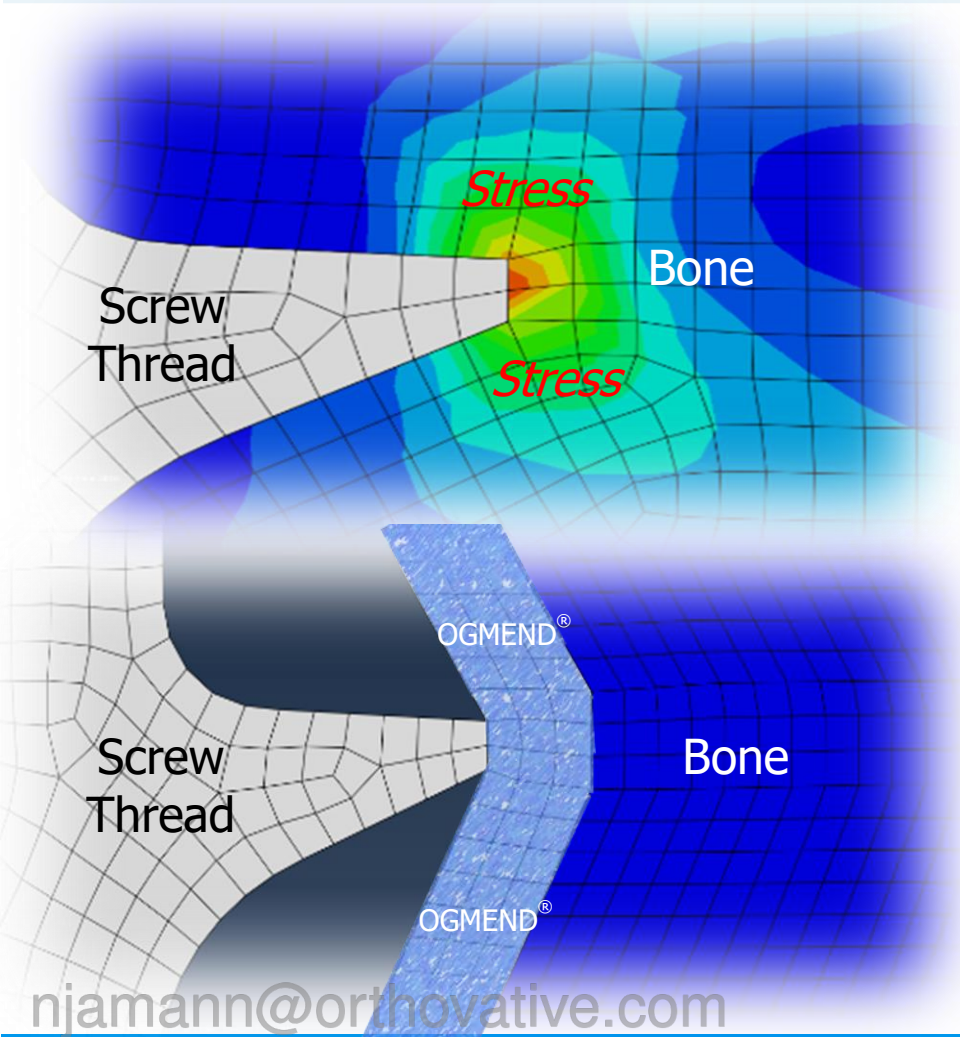 Stress
Bone
Screw
Thread
Stress
OGMEND®
Screw
Thread
Bone
OGMEND®
njamann@orthovative.com